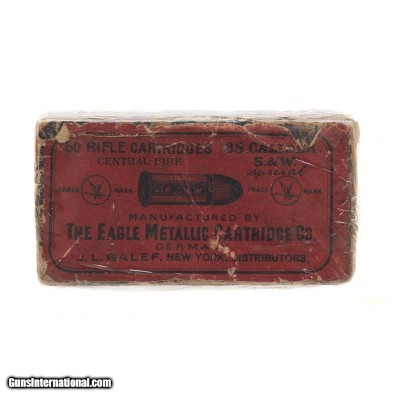 50 RIFLE CARTRIDGES 38 CALIBER
CENTRAL FIRE S.&W.
special
TRADE MARK TRADE MARK
MANUFACTURED BY
THE EAGLE METALLIC CARTRIDGE CO.
J. L. GALEF, NEW YORK, DISTRIBUTORS.
GunsInternational.com